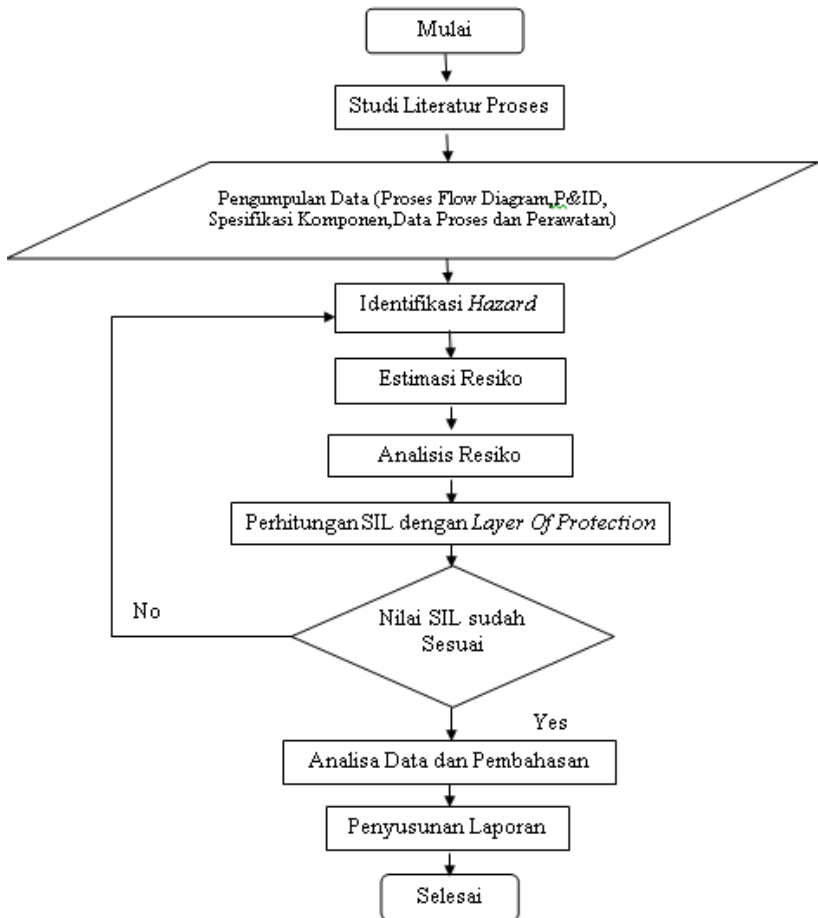 Mulai
Studi Literatur Proses
Pengumpulan Data (Proses Flow Diagram,P&ID,
Spesifikasi Komponen,Data Proses dan Perawatan)
Identifikasi Hazard
Estimasi Resiko
Analisis Resiko
Perhitungan SIL dengan Layer Of Protection
No
Nilai SIL sudah
Sesuai
Yes
Analisa Data dan Pembahasan
Penyusunan Laporan
Selesai